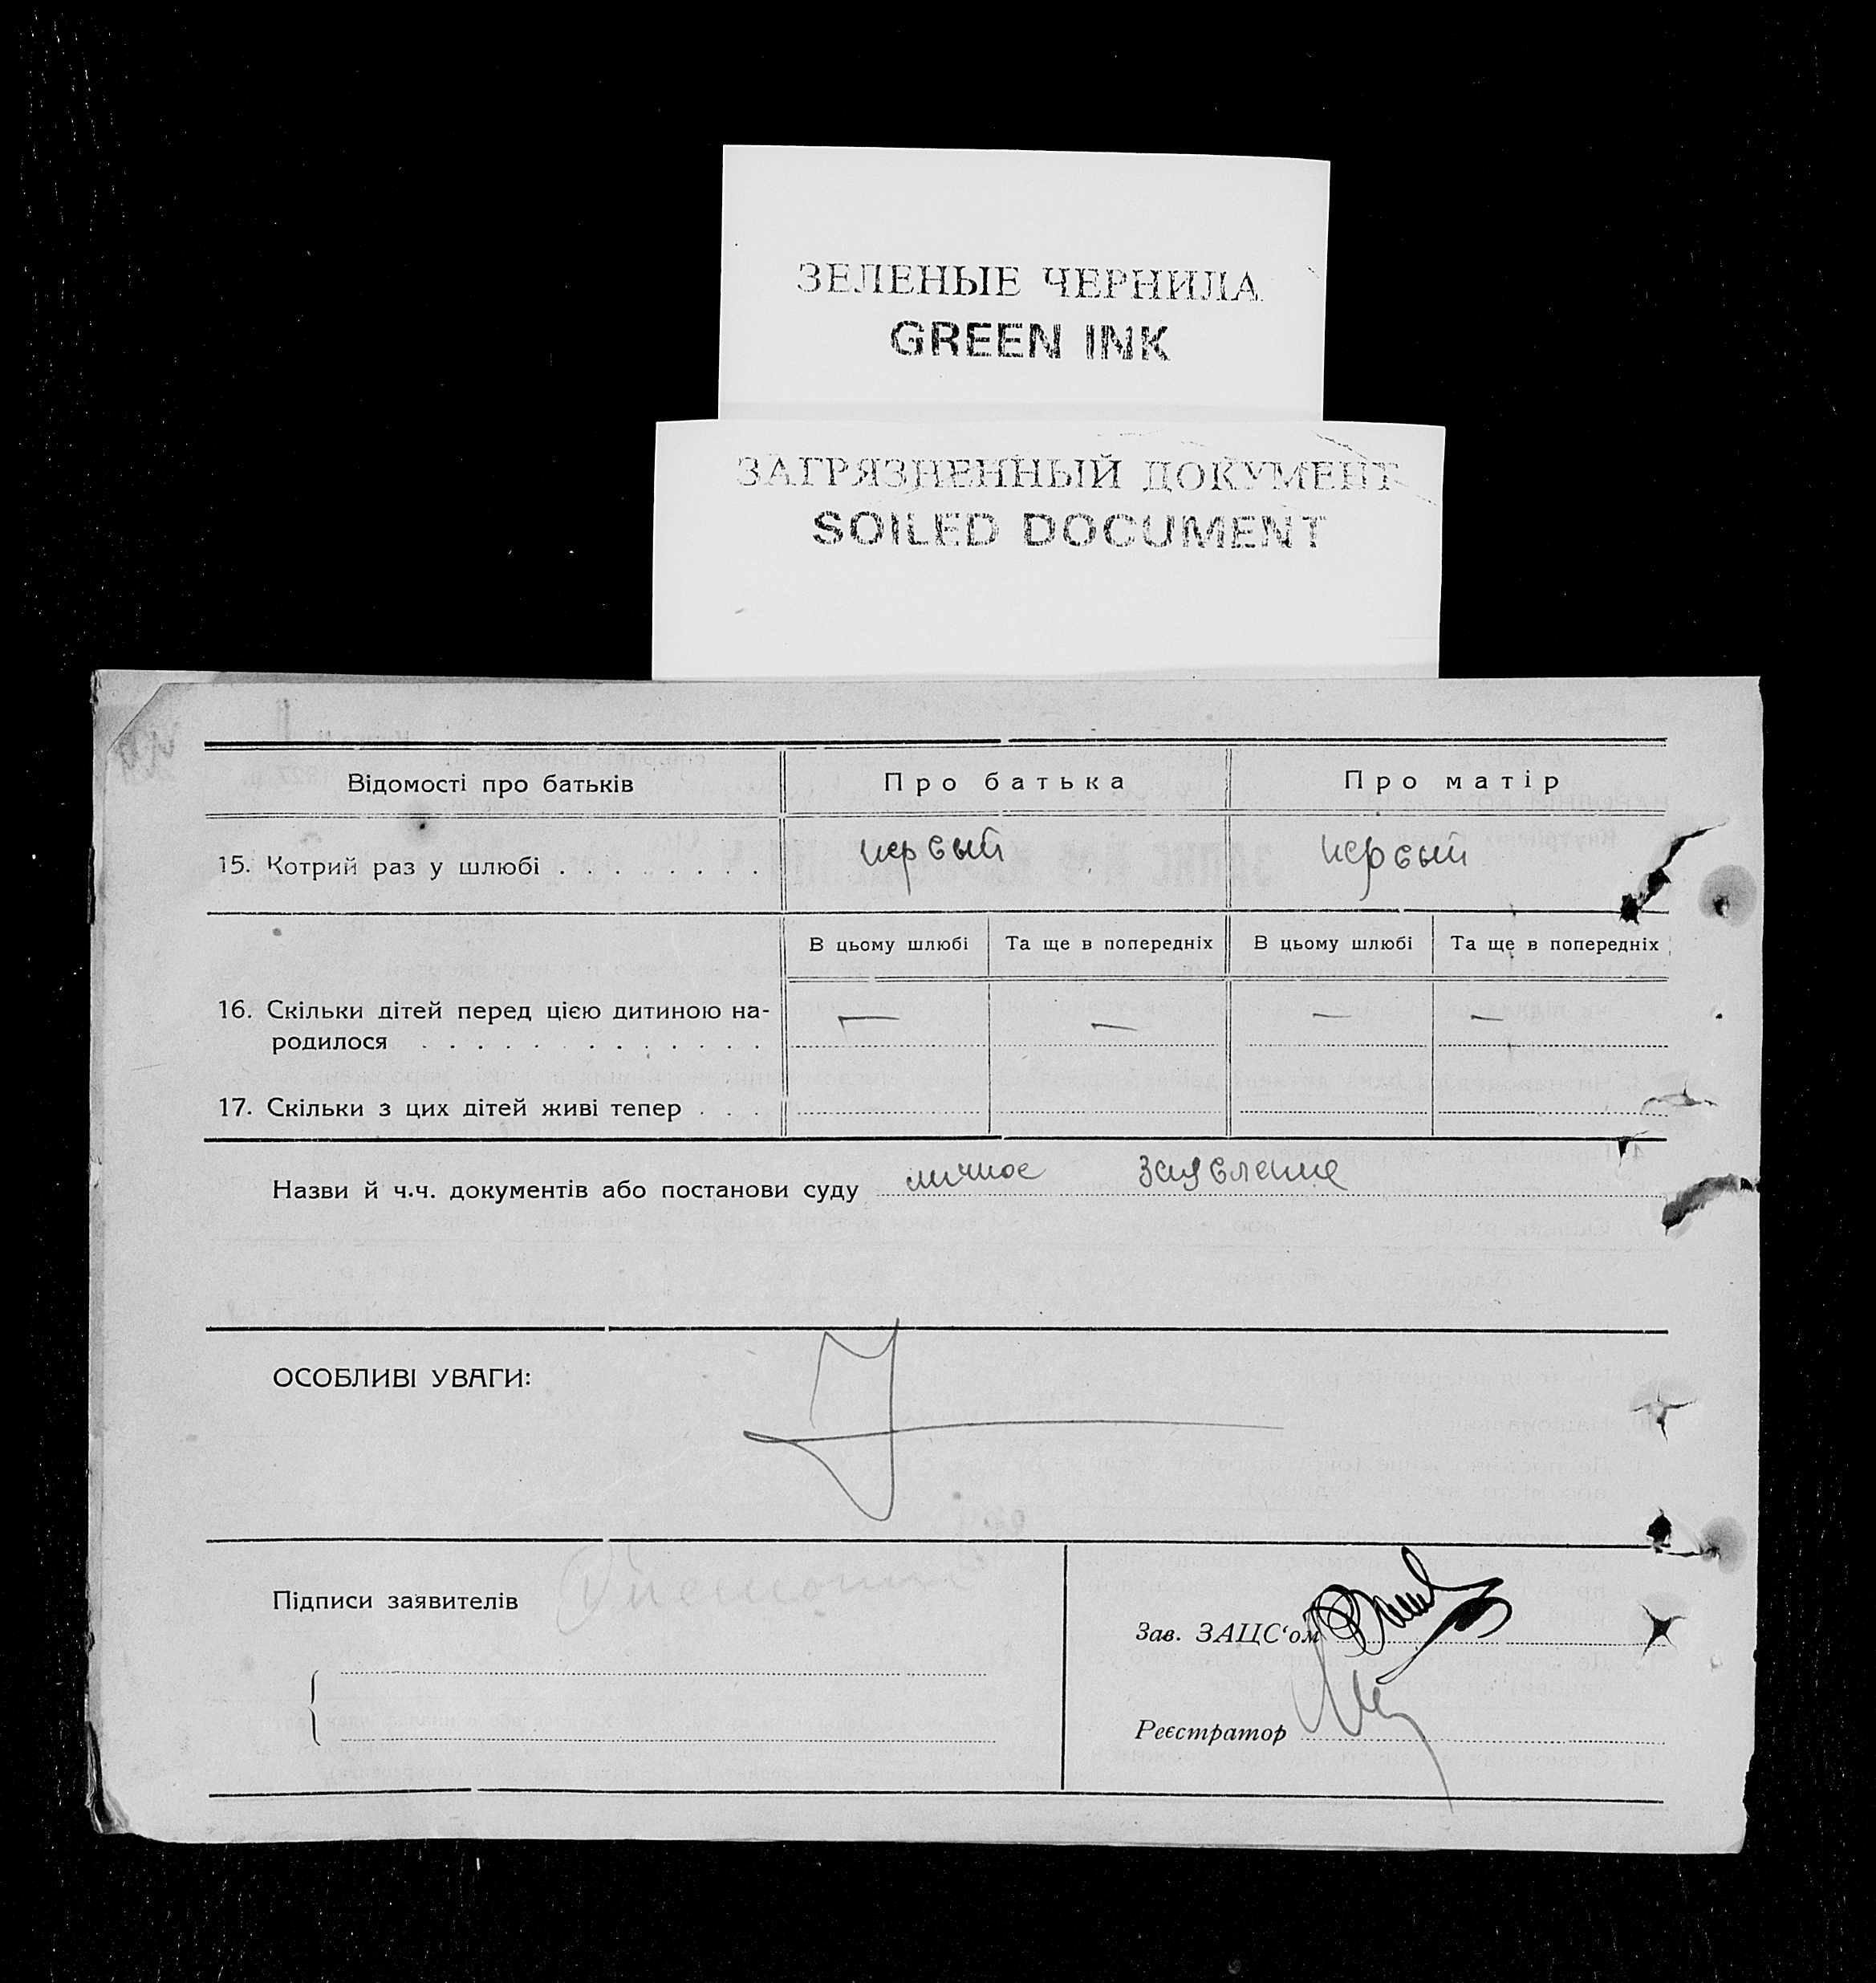 ЗЕЛЕНЫЕ ЧЕРНИЛА
GREEN INK
ЗАГРЯЗНЕННЫЙ ДОКУМЕНТ
SOILED DOCUMENT
Відомості про батьків Про батька Про матір
15. Котрий раз у шлюбі . . . . . . . . первый первый
В цьому шлюбі Та ще в попередніх В цьому шлюбі Та ще в попередніх
16. Скільки дітей перед цією дитиною на- — — — —
родилося . . . . . . . . . . . . .
17. Скільки з цих дітей живі тепер . . .
Назви й ч.ч. документів або постанови суду личное заявление
ОСОБЛИВІ УВАГИ:
Підписи заявителів
Зав. ЗАЦС‘ом
Реєстратор